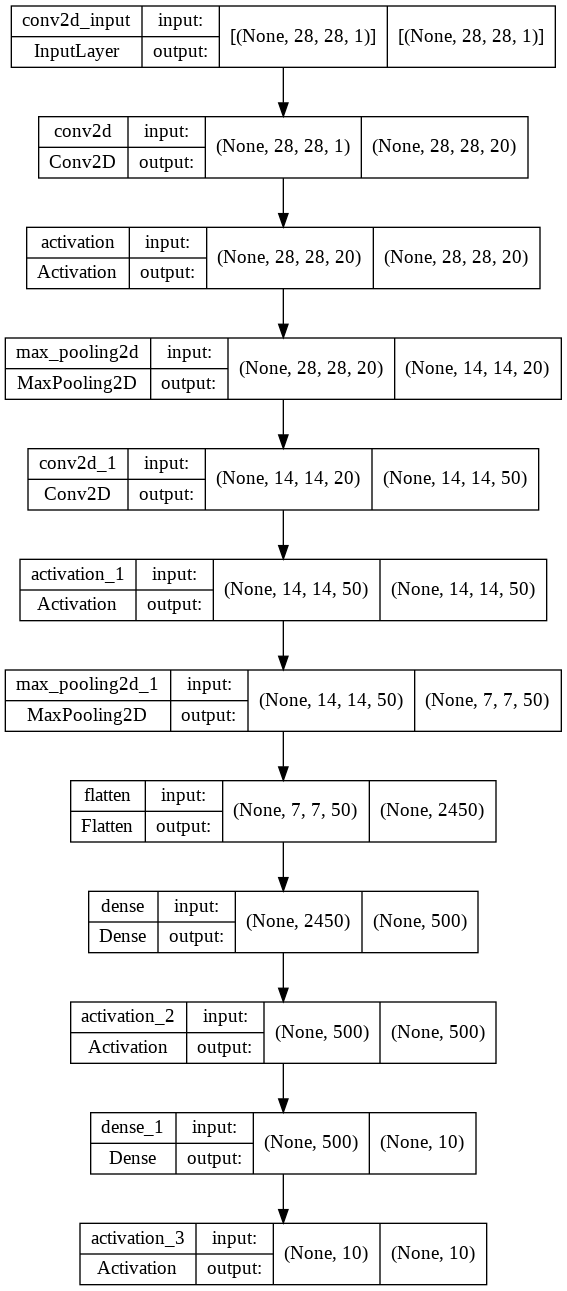 conv2d_input input: [(None, 28, 28, 1)] [(None, 28, 28, 1)]
InputLayer output:
conv2d input: (None, 28, 28, 1) (None, 28, 28, 20)
Conv2D output:
activation input: (None, 28, 28, 20) (None, 28, 28, 20)
Activation output:
max_pooling2d input: (None, 28, 28, 20) (None, 14, 14, 20)
MaxPooling2D output:
conv2d_1 input: (None, 14, 14, 20) (None, 14, 14, 50)
Conv2D output:
activation_1 input: (None, 14, 14, 50) (None, 14, 14, 50)
Activation output:
max_pooling2d_1 input: (None, 14, 14, 50) (None, 7, 7, 50)
MaxPooling2D output:
flatten input: (None, 7, 7, 50) (None, 2450)
Flatten output:
dense input: (None, 2450) (None, 500)
Dense output:
activation_2 input: (None, 500) (None, 500)
Activation output:
dense_1 input: (None, 500) (None, 10)
Dense output:
activation_3 input: (None, 10) (None, 10)
Activation output: